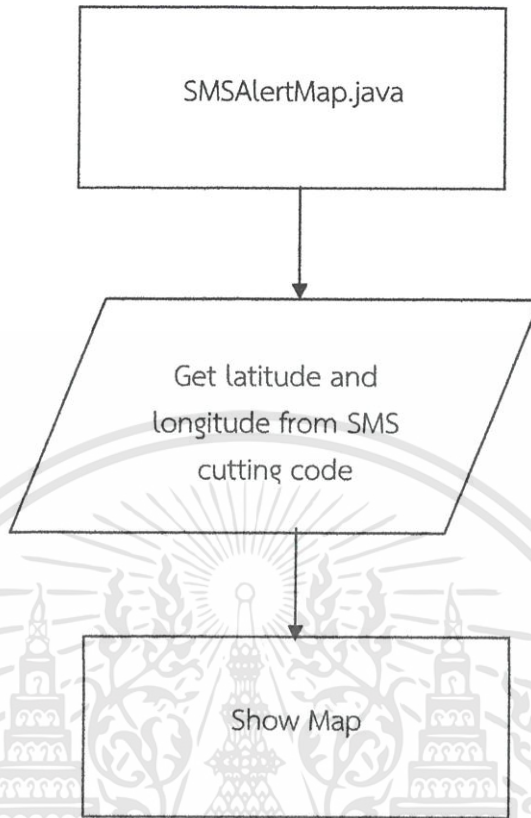 SMSAlertMap.java
Get latitude and
longitude from SMS
cutting code
Show Map